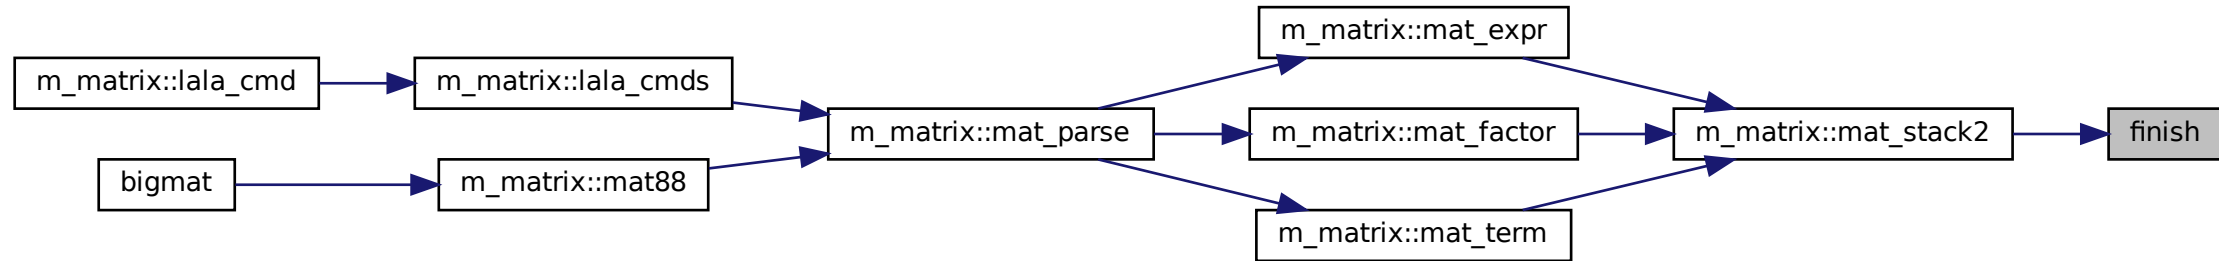 m_matrix::lala_cmd
bigmat
m_matrix::lala_cmds
m_matrix::mat88
m_matrix::mat_parse
m_matrix::mat_expr
m_matrix::mat_factor
m_matrix::mat_term
m_matrix::mat_stack2
finish